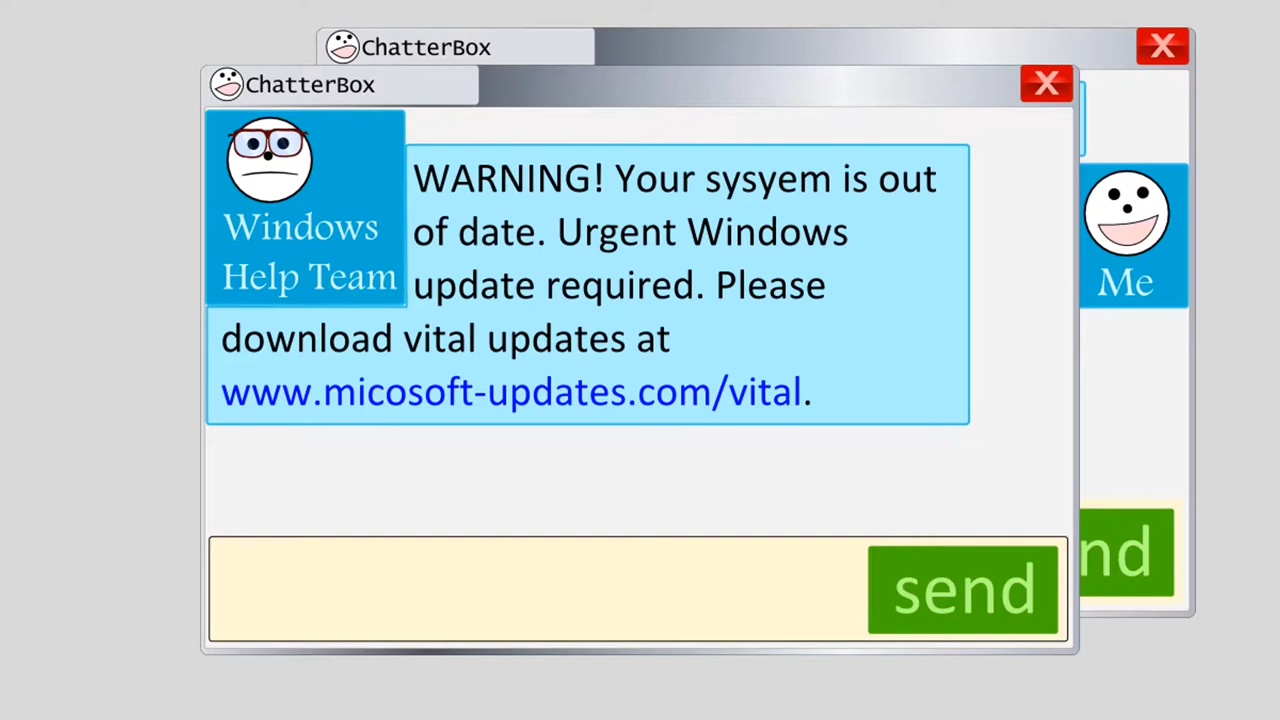 ChatterBox
X
ChatterBox
X
Windows
Help Team
WARNING! Your sysyem is out
of date. Urgent Windows
update required. Please
download vital updates at
www.micosoft-updates.com/vital.
Me
send
nd